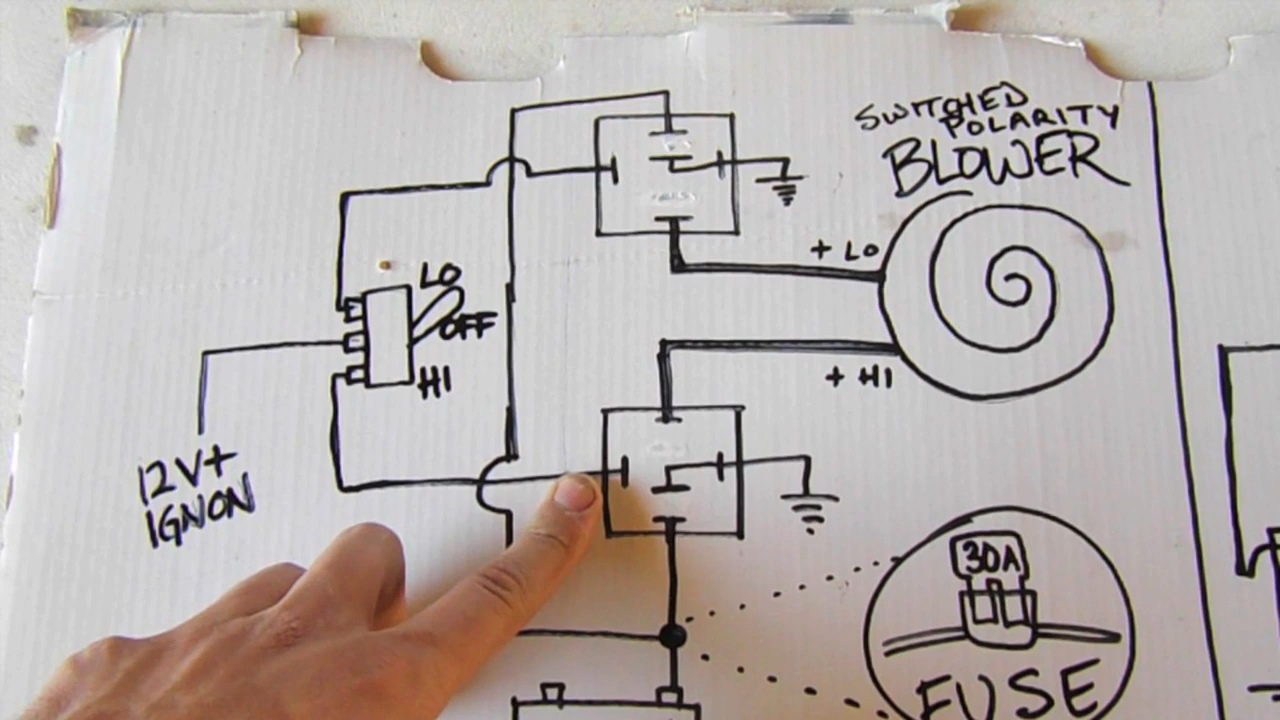 SWITCHED
POLARITY
BLOWER
+ LO
+ HI
LO
OFF
HI
12V+
IGNON
30A
FUSE